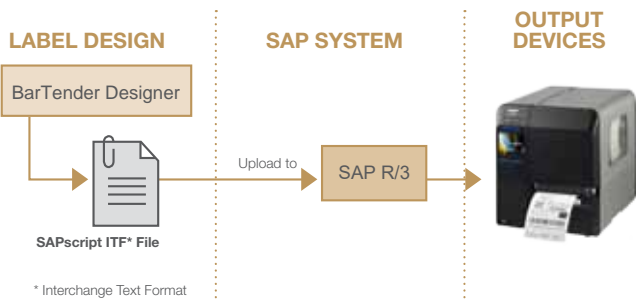 LABEL DESIGN
SAP SYSTEM
OUTPUT
DEVICES
BarTender Designer
Upload to
SAP R/3
SAPscript ITF* File
* Interchange Text Format